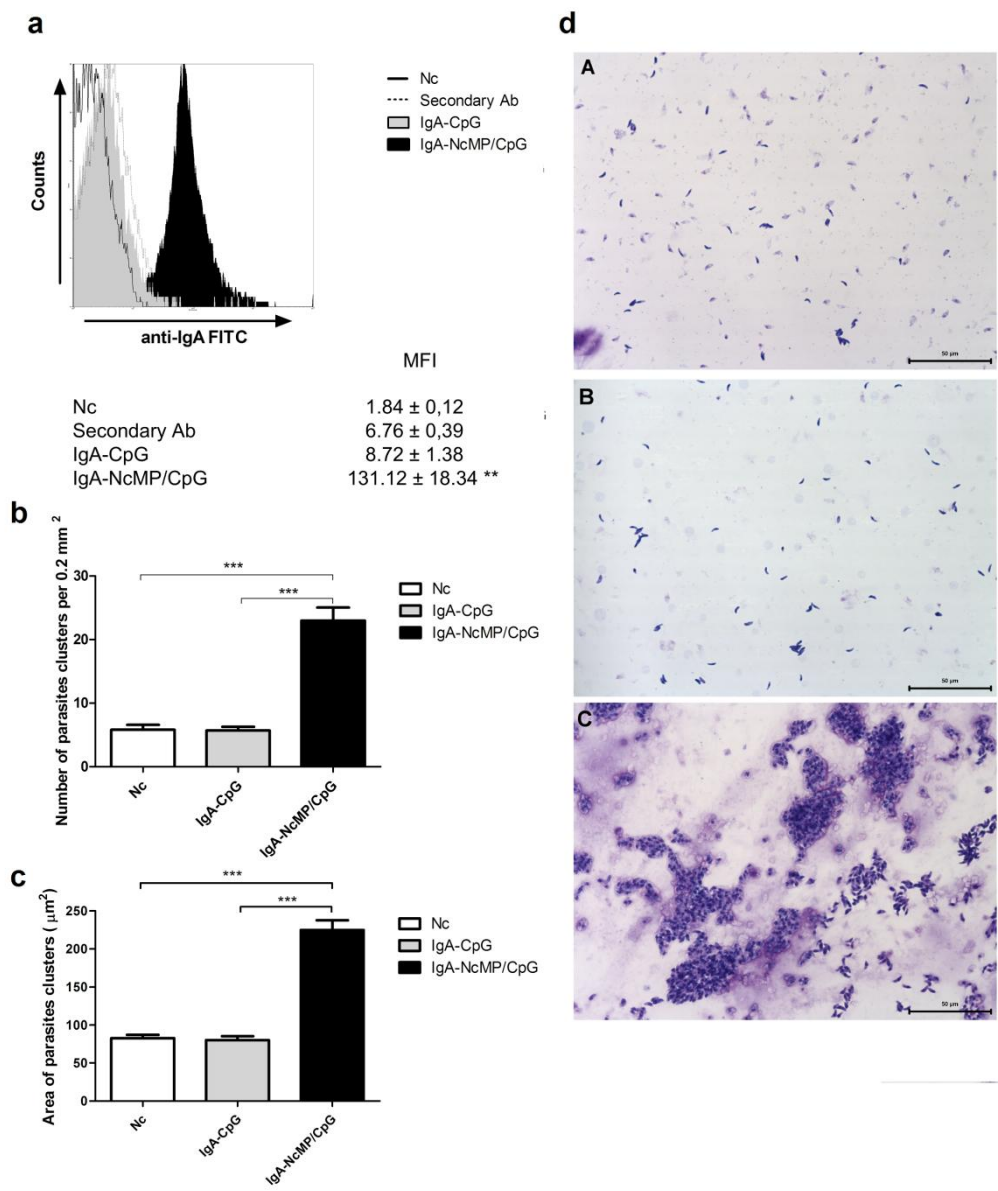 a
Counts
anti-IgA FITC
Nc
Secondary Ab
IgA-CpG
IgA-NcMP/CpG
MFI
Nc 1.84 ± 0,12
Secondary Ab 6.76 ± 0,39
IgA-CpG 8.72 ± 1.38
IgA-NcMP/CpG 131.12 ± 18.34 **
b
Number of parasites clusters per 0.2 mm 2
30
20
10
0
***
***
Nc
IgA-CpG
IgA-NcMP/CpG
Nc
IgA-CpG
IgA-NcMP/CpG
c
Area of parasites clusters ( µm2)
250
200
150
100
50
0
***
***
Nc
IgA-CpG
IgA-NcMP/CpG
Nc
IgA-CpG
IgA-NcMP/CpG
d
A
50 µm
B
50 µm
C
50 µm